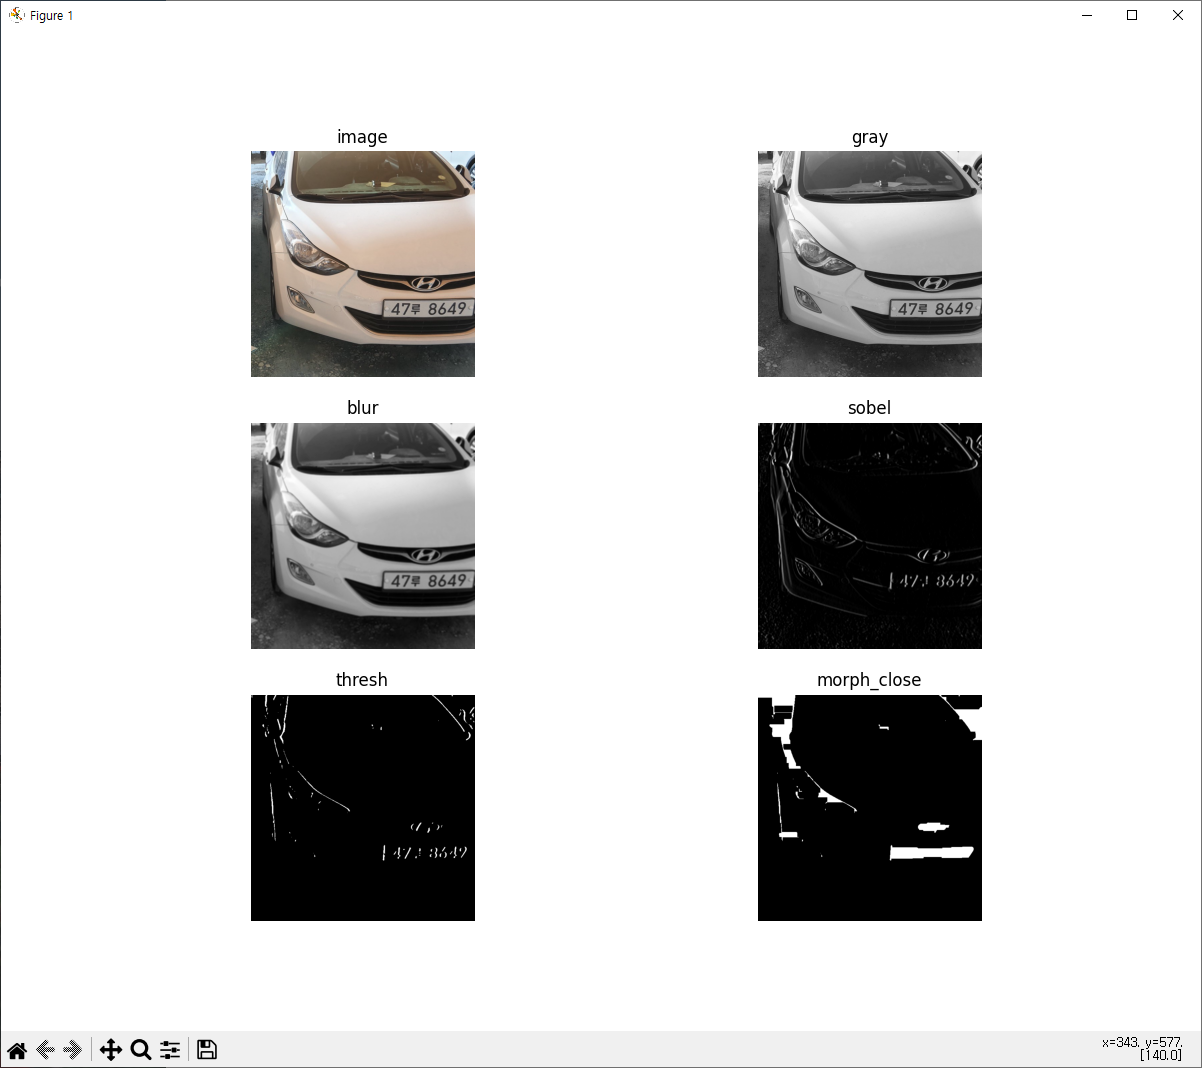 Figure 1
image
gray
47루 8649
47루 8649
blur
sobel
47루 8649
thresh
morph_close
x=343. y=577.
[140.0]